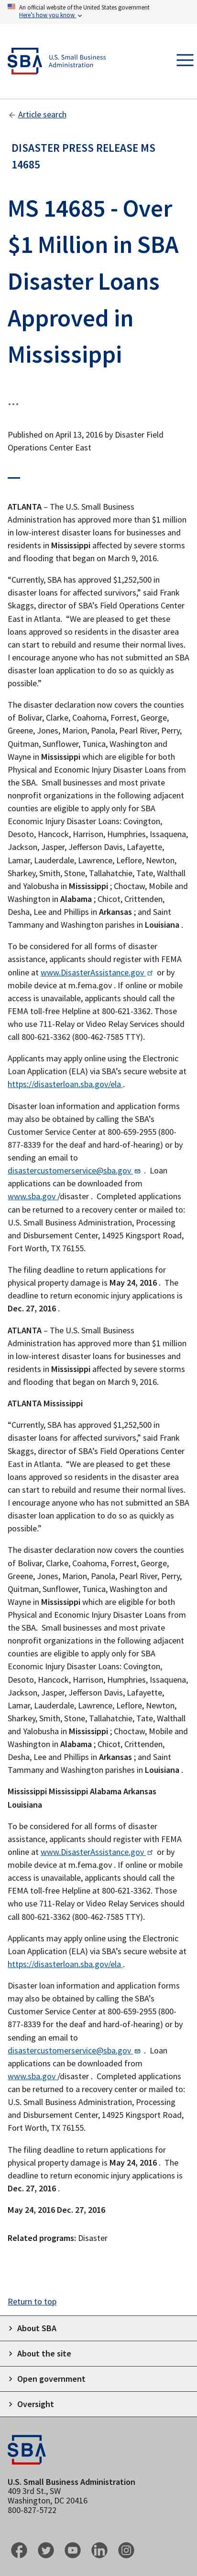 An official website of the United States government
Here's how you know
SBA
U.S. Small Business
Administration
Article search
DISASTER PRESS RELEASE MS
14685
MS 14685 - Over
$1 Million in SBA
Disaster Loans
Approved in
Mississippi
...
Published on April 13, 2016 by Disaster Field
Operations Center East
ATLANTA – The U.S. Small Business
Administration has approved more than $1 million
in low-interest disaster loans for businesses and
residents in Mississippi affected by severe storms
and flooding that began on March 9, 2016.
“Currently, SBA has approved $1,252,500 in
disaster loans for affected survivors,” said Frank
Skaggs, director of SBA’s Field Operations Center
East in Atlanta.  “We are pleased to get these
loans approved so residents in the disaster area
can start to rebuild and resume their normal lives.
I encourage anyone who has not submitted an SBA
disaster loan application to do so as quickly as
possible.”
The disaster declaration now covers the counties
of Bolivar, Clarke, Coahoma, Forrest, George,
Greene, Jones, Marion, Panola, Pearl River, Perry,
Quitman, Sunflower, Tunica, Washington and
Wayne in Mississippi which are eligible for both
Physical and Economic Injury Disaster Loans from
the SBA.  Small businesses and most private
nonprofit organizations in the following adjacent
counties are eligible to apply only for SBA
Economic Injury Disaster Loans: Covington,
Desoto, Hancock, Harrison, Humphries, Issaquena,
Jackson, Jasper, Jefferson Davis, Lafayette,
Lamar, Lauderdale, Lawrence, Leflore, Newton,
Sharkey, Smith, Stone, Tallahatchie, Tate, Walthall
and Yalobusha in Mississippi ; Choctaw, Mobile and
Washington in Alabama ; Chicot, Crittenden,
Desha, Lee and Phillips in Arkansas ; and Saint
Tammany and Washington parishes in Louisiana .
To be considered for all forms of disaster
assistance, applicants should register with FEMA
online at www.DisasterAssistance.gov or by
mobile device at m.fema.gov . If online or mobile
access is unavailable, applicants should call the
FEMA toll-free Helpline at 800-621-3362. Those
who use 711-Relay or Video Relay Services should
call 800-621-3362 (800-462-7585 TTY).
Applicants may apply online using the Electronic
Loan Application (ELA) via SBA’s secure website at
https://disasterloan.sba.gov/ela .
Disaster loan information and application forms
may also be obtained by calling the SBA’s
Customer Service Center at 800-659-2955 (800-
877-8339 for the deaf and hard-of-hearing) or by
sending an email to
disastercustomerservice@sba.gov .  Loan
applications can be downloaded from
www.sba.gov /disaster .  Completed applications
can be returned to a recovery center or mailed to:
U.S. Small Business Administration, Processing
and Disbursement Center, 14925 Kingsport Road,
Fort Worth, TX 76155.
The filing deadline to return applications for
physical property damage is May 24, 2016 .  The
deadline to return economic injury applications is
Dec. 27, 2016 .
ATLANTA – The U.S. Small Business
Administration has approved more than $1 million
in low-interest disaster loans for businesses and
residents in Mississippi affected by severe storms
and flooding that began on March 9, 2016.
ATLANTA Mississippi
“Currently, SBA has approved $1,252,500 in
disaster loans for affected survivors,” said Frank
Skaggs, director of SBA’s Field Operations Center
East in Atlanta.  “We are pleased to get these
loans approved so residents in the disaster area
can start to rebuild and resume their normal lives.
I encourage anyone who has not submitted an SBA
disaster loan application to do so as quickly as
possible.”
The disaster declaration now covers the counties
of Bolivar, Clarke, Coahoma, Forrest, George,
Greene, Jones, Marion, Panola, Pearl River, Perry,
Quitman, Sunflower, Tunica, Washington and
Wayne in Mississippi which are eligible for both
Physical and Economic Injury Disaster Loans from
the SBA.  Small businesses and most private
nonprofit organizations in the following adjacent
counties are eligible to apply only for SBA
Economic Injury Disaster Loans: Covington,
Desoto, Hancock, Harrison, Humphries, Issaquena,
Jackson, Jasper, Jefferson Davis, Lafayette,
Lamar, Lauderdale, Lawrence, Leflore, Newton,
Sharkey, Smith, Stone, Tallahatchie, Tate, Walthall
and Yalobusha in Mississippi ; Choctaw, Mobile and
Washington in Alabama ; Chicot, Crittenden,
Desha, Lee and Phillips in Arkansas ; and Saint
Tammany and Washington parishes in Louisiana .
Mississippi Mississippi Alabama Arkansas
Louisiana
To be considered for all forms of disaster
assistance, applicants should register with FEMA
online at www.DisasterAssistance.gov or by
mobile device at m.fema.gov . If online or mobile
access is unavailable, applicants should call the
FEMA toll-free Helpline at 800-621-3362. Those
who use 711-Relay or Video Relay Services should
call 800-621-3362 (800-462-7585 TTY).
Applicants may apply online using the Electronic
Loan Application (ELA) via SBA’s secure website at
https://disasterloan.sba.gov/ela .
Disaster loan information and application forms
may also be obtained by calling the SBA’s
Customer Service Center at 800-659-2955 (800-
877-8339 for the deaf and hard-of-hearing) or by
sending an email to
disastercustomerservice@sba.gov .  Loan
applications can be downloaded from
www.sba.gov /disaster .  Completed applications
can be returned to a recovery center or mailed to:
U.S. Small Business Administration, Processing
and Disbursement Center, 14925 Kingsport Road,
Fort Worth, TX 76155.
The filing deadline to return applications for
physical property damage is May 24, 2016 .  The
deadline to return economic injury applications is
Dec. 27, 2016 .
May 24, 2016 Dec. 27, 2016
Related programs: Disaster
Return to top
About SBA
About the site
Open government
Oversight
SBA
U.S. Small Business Administration
409 3rd St., SW
Washington, DC 20416
800-827-5722